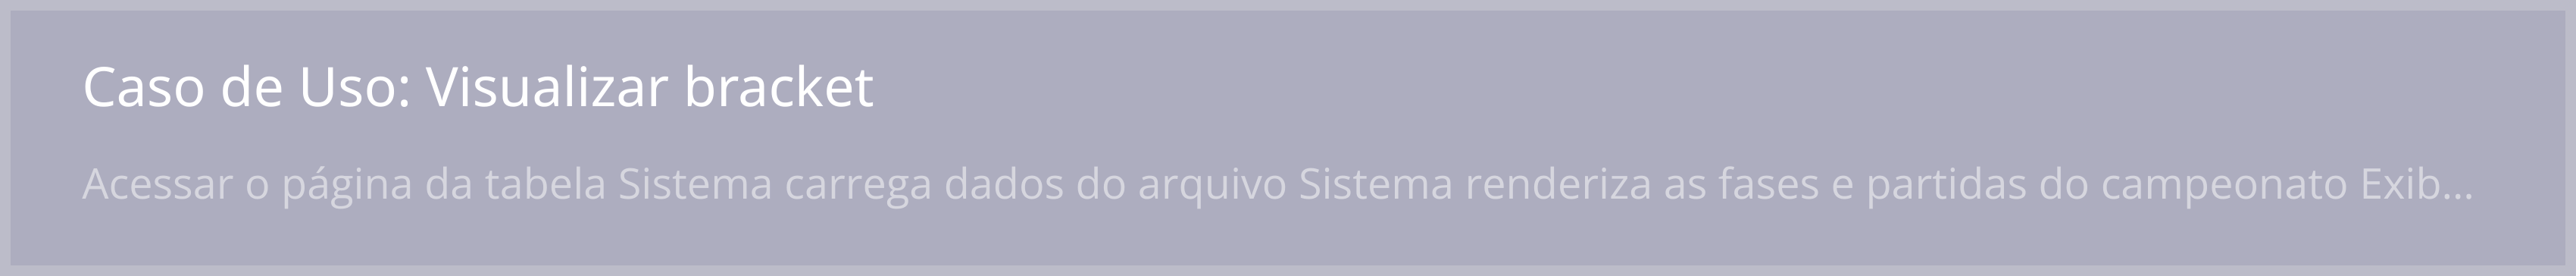 Caso de Uso: Visualizar bracket
Acessar o página da tabela Sistema carrega dados do arquivo Sistema renderiza as fases e partidas do campeonato Exib...